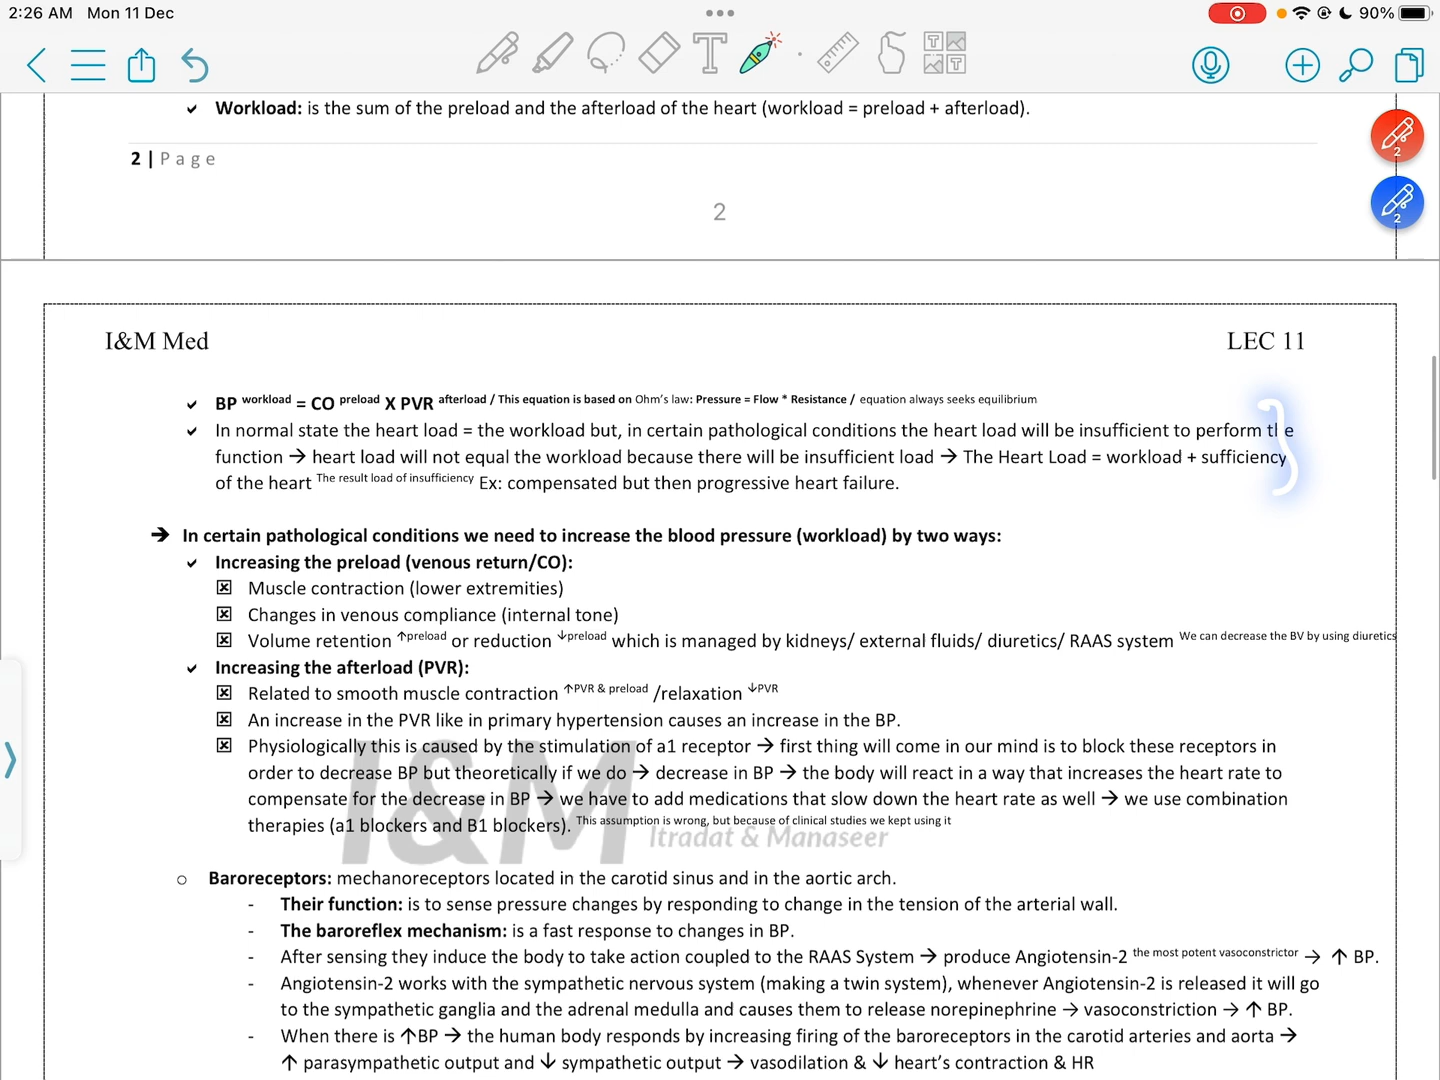 2:26 AM Mon 11 Dec
90%
✓ Workload: is the sum of the preload and the afterload of the heart (workload = preload + afterload).
2 | Page
2
2
2
I&M Med
LEC 11
✓ BP workload = CO preload X PVR afterload / This equation is based on Ohm's law: Pressure = Flow * Resistance / equation always seeks equilibrium
✓ In normal state the heart load = the workload but, in certain pathological conditions the heart load will be insufficient to perform the
function → heart load will not equal the workload because there will be insufficient load → The Heart Load = workload + sufficiency
of the heart The result load of insufficiency Ex: compensated but then progressive heart failure.
→ In certain pathological conditions we need to increase the blood pressure (workload) by two ways:
✓ Increasing the preload (venous return/CO):
☒ Muscle contraction (lower extremities)
☒ Changes in venous compliance (internal tone)
☒ Volume retention ↑preload or reduction ↓preload which is managed by kidneys/ external fluids/ diuretics/ RAAS system We can decrease the BV by using diuretics
✓ Increasing the afterload (PVR):
☒ Related to smooth muscle contraction ↑PVR & preload /relaxation ↓PVR
☒ An increase in the PVR like in primary hypertension causes an increase in the BP.
☒ Physiologically this is caused by the stimulation of a1 receptor → first thing will come in our mind is to block these receptors in
order to decrease BP but theoretically if we do → decrease in BP → the body will react in a way that increases the heart rate to
compensate for the decrease in BP → we have to add medications that slow down the heart rate as well → we use combination
therapies (a1 blockers and B1 blockers). This assumption is wrong, but because of clinical studies we kept using it
I&M
Itradat & Manaseer
○ Baroreceptors: mechanoreceptors located in the carotid sinus and in the aortic arch.
- Their function: is to sense pressure changes by responding to change in the tension of the arterial wall.
- The baroreflex mechanism: is a fast response to changes in BP.
- After sensing they induce the body to take action coupled to the RAAS System → produce Angiotensin-2 the most potent vasoconstrictor → ↑ BP.
- Angiotensin-2 works with the sympathetic nervous system (making a twin system), whenever Angiotensin-2 is released it will go
to the sympathetic ganglia and the adrenal medulla and causes them to release norepinephrine → vasoconstriction → ↑ BP.
- When there is ↑BP → the human body responds by increasing firing of the baroreceptors in the carotid arteries and aorta →
↑ parasympathetic output and ↓ sympathetic output → vasodilation & ↓ heart's contraction & HR